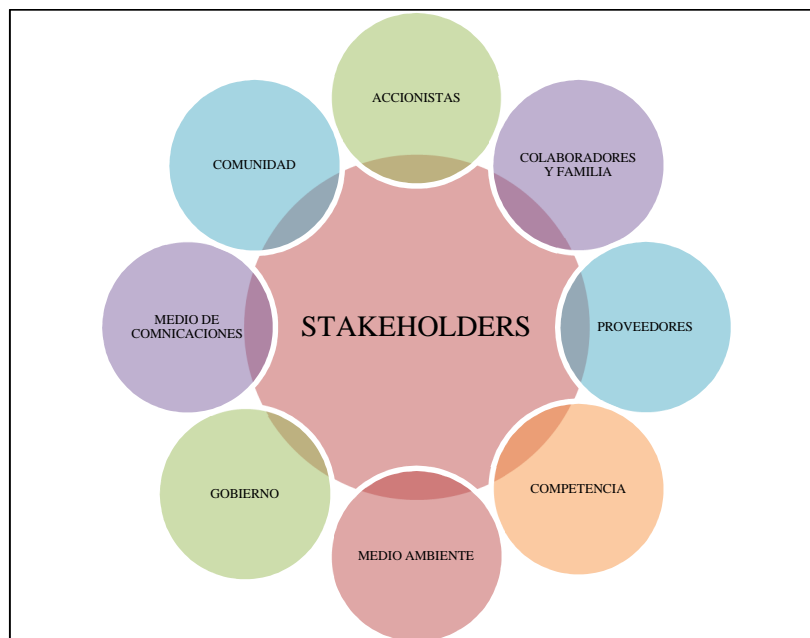 ACCIONISTAS
COLABORADORES
Y FAMILIA
COMUNIDAD
STAKEHOLDERS
MEDIO DE
COMNICACIONES
PROVEEDORES
GOBIERNO
COMPETENCIA
MEDIO AMBIENTE